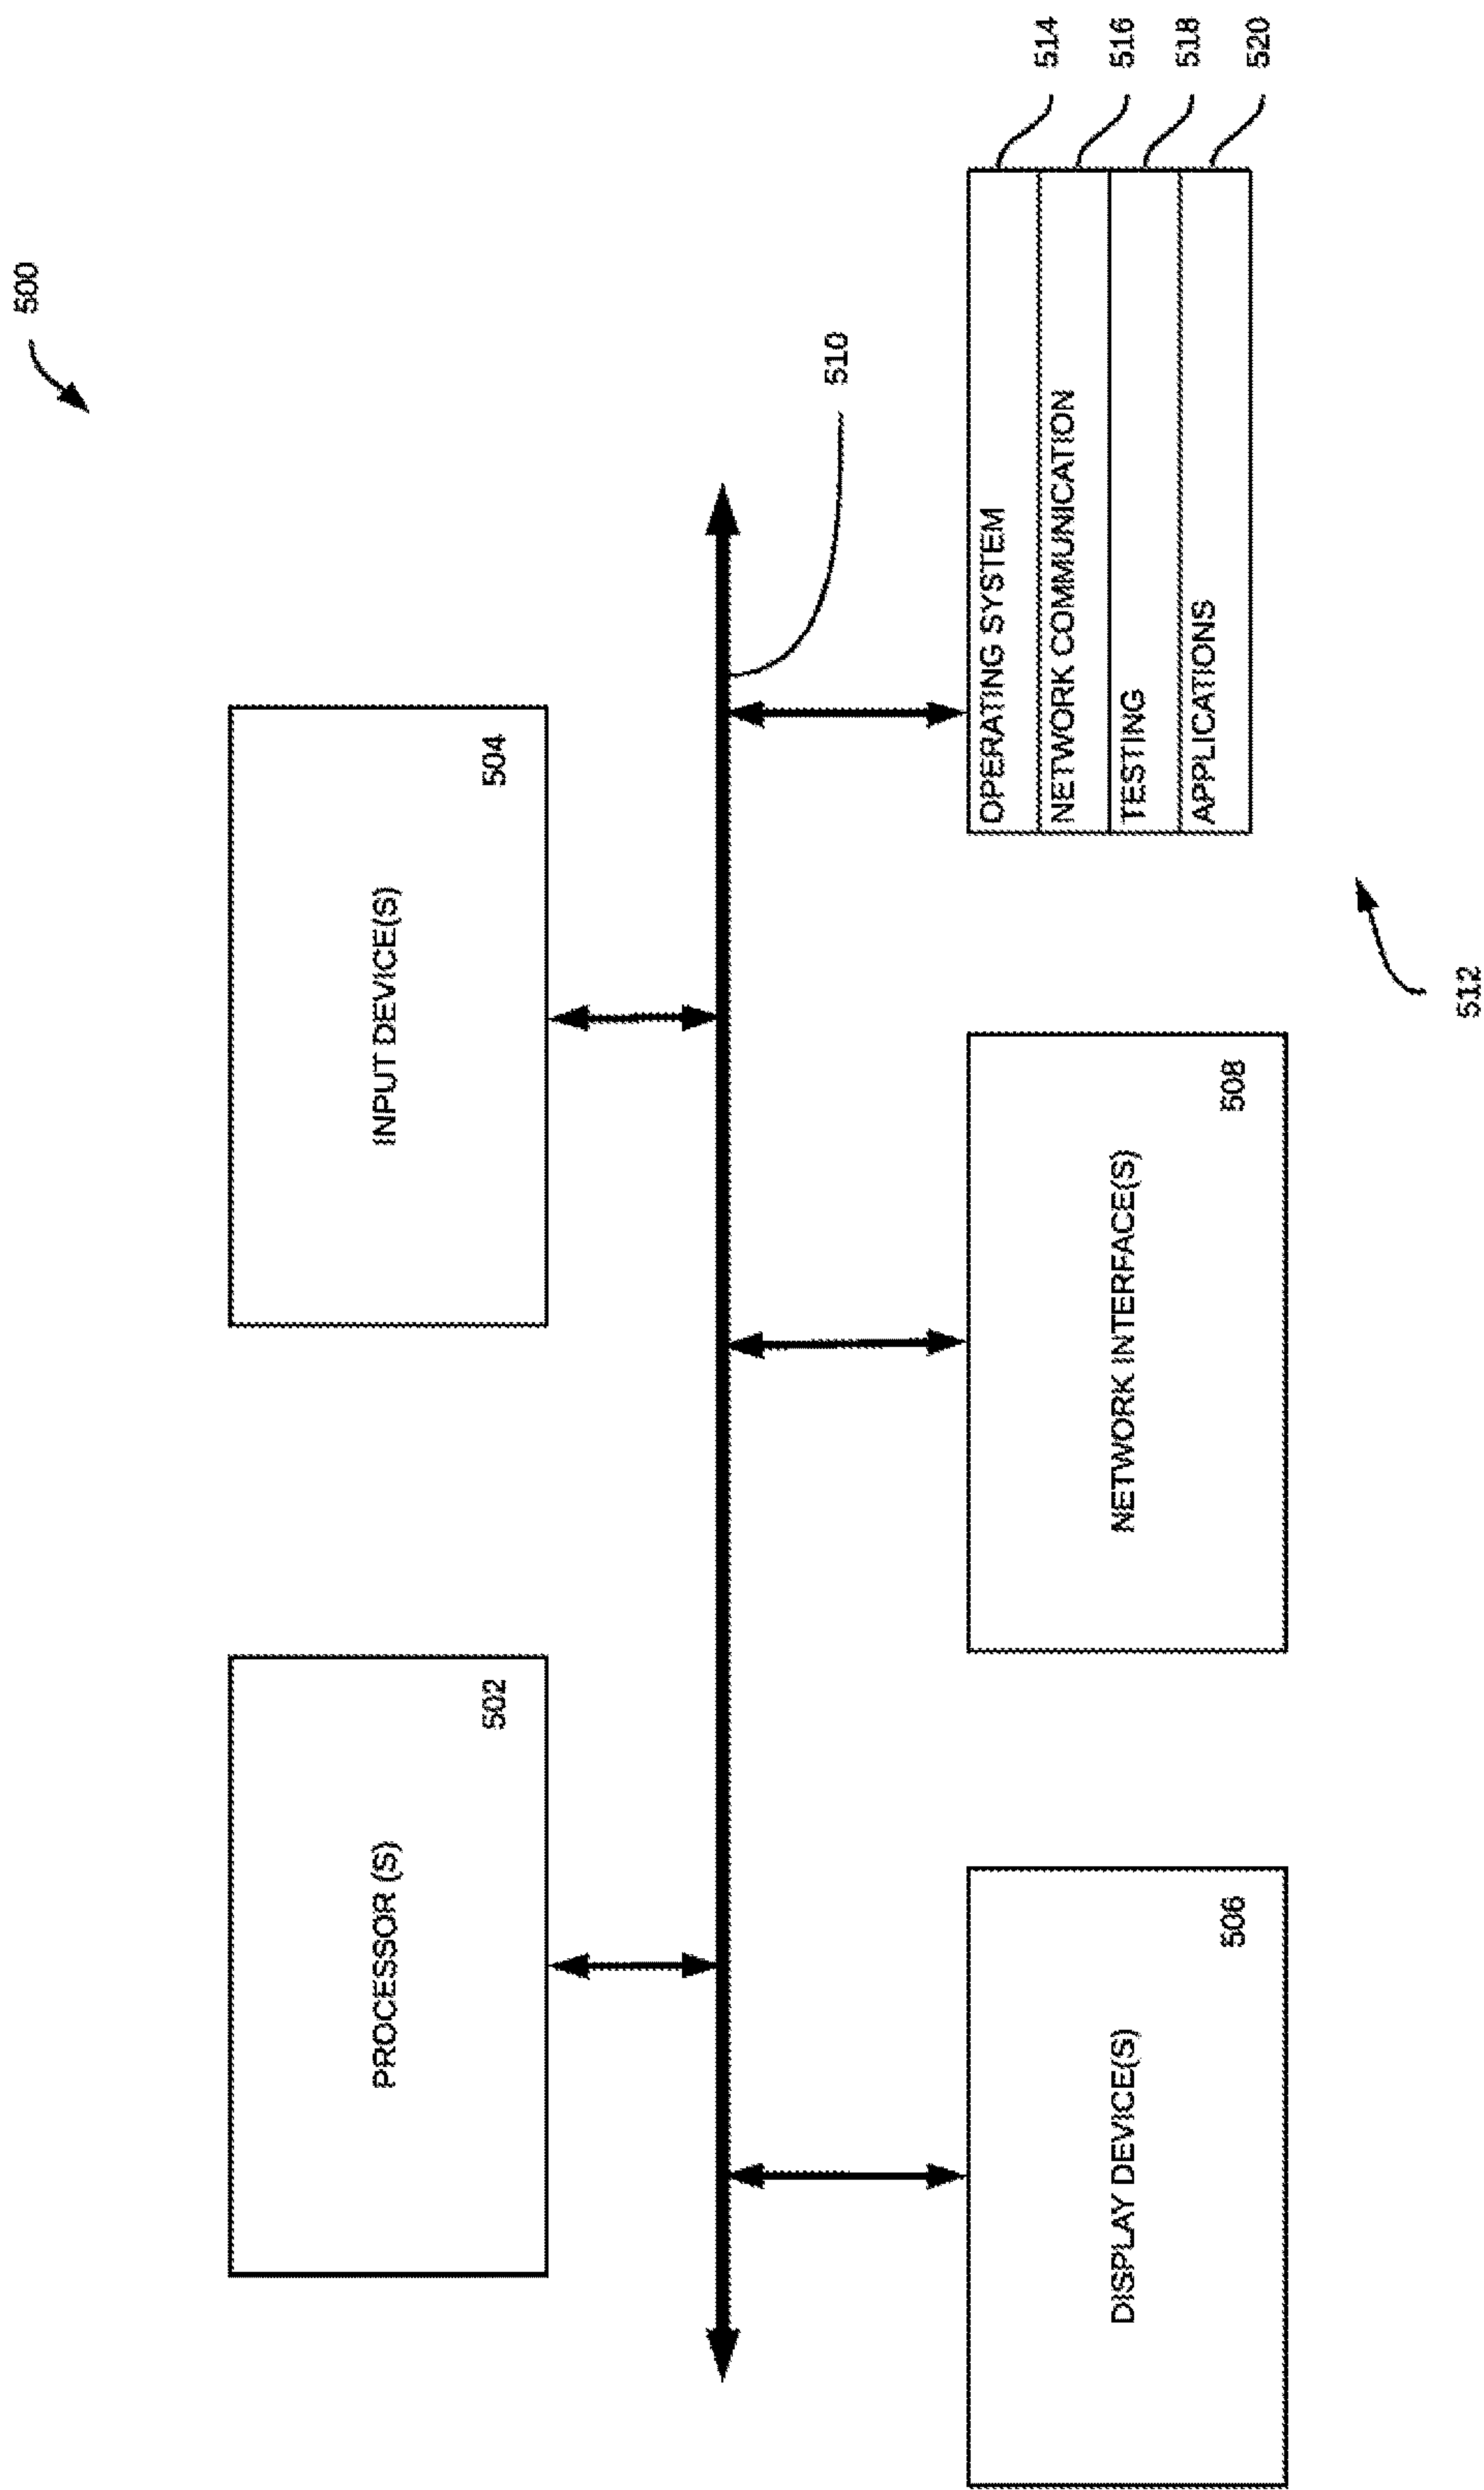 500
PROCESSOR (S)
502
INPUT DEVICE(S)
504
510
DISPLAY DEVICE(S)
506
NETWORK INTERFACE(S)
508
OPERATING SYSTEM
514
NETWORK COMMUNICATION
516
TESTING
518
APPLICATIONS
520
512